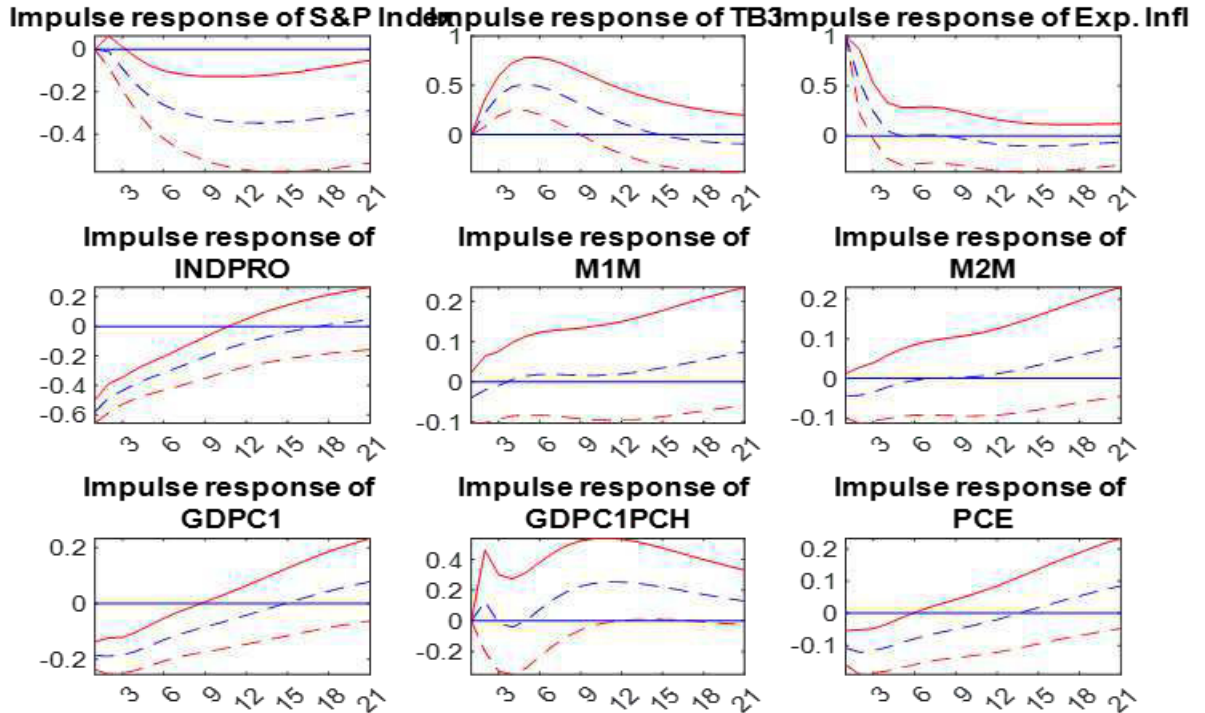 Impulse response of S&P Index
Impulse response of TB3
Impulse response of Exp. Infl
0
-0.2
-0.4
3 6 9 12 15 18 21
1
0.5
0
3 6 9 12 15 18 21
1
0.5
0
3 6 9 12 15 18 21
Impulse response of
INDPRO
Impulse response of
M1M
Impulse response of
M2M
0.2
0
-0.2
-0.4
-0.6
3 6 9 12 15 18 21
0.2
0.1
0
-0.1
3 6 9 12 15 18 21
0.2
0.1
0
-0.1
3 6 9 12 15 18 21
Impulse response of
GDPC1
Impulse response of
GDPC1PCH
Impulse response of
PCE
0.2
0
-0.2
3 6 9 12 15 18 21
0.4
0.2
0
-0.2
3 6 9 12 15 18 21
0.2
0.1
0
-0.1
3 6 9 12 15 18 21